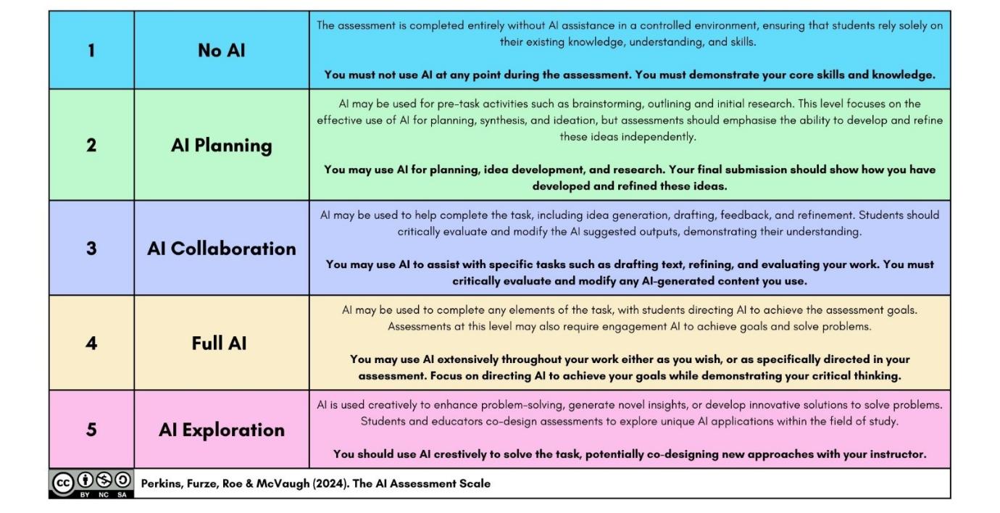 1
No AI
The assessment is completed entirely without AI assistance in a controlled environment, ensuring that students rely solely on
their existing knowledge, understanding, and skills.
You must not use AI at any point during the assessment. You must demonstrate your core skills and knowledge.
2
AI Planning
AI may be used for pre-task activities such as brainstorming, outlining and initial research. This level focuses on the
effective use of AI for planning, synthesis, and ideation, but assessments should emphasise the ability to develop and refine
these ideas independently.
You may use AI for planning, idea development, and research. Your final submission should show how you have
developed and refined these ideas.
3
AI Collaboration
AI may be used to help complete the task, including idea generation, drafting, feedback, and refinement. Students should
critically evaluate and modify the AI suggested outputs, demonstrating their understanding.
You may use AI to assist with specific tasks such as drafting text, refining, and evaluating your work. You must
critically evaluate and modify any AI-generated content you use.
4
Full AI
AI may be used to complete any elements of the task, with students directing AI to achieve the assessment goals.
Assessments at this level may also require engagement AI to achieve goals and solve problems.
You may use AI extensively throughout your work either as you wish, or as specifically directed in your
assessment. Focus on directing AI to achieve your goals while demonstrating your critical thinking.
5
AI Exploration
AI is used creatively to enhance problem-solving, generate novel insights, or develop innovative solutions to solve problems.
Students and educators co-design assessments to explore unique AI applications within the field of study.
You should use AI crestively to solve the task, potentially co-designing new approaches with your instructor.
cc
BY NC SA
Perkins, Furze, Roe & McVaugh (2024). The AI Assessment Scale